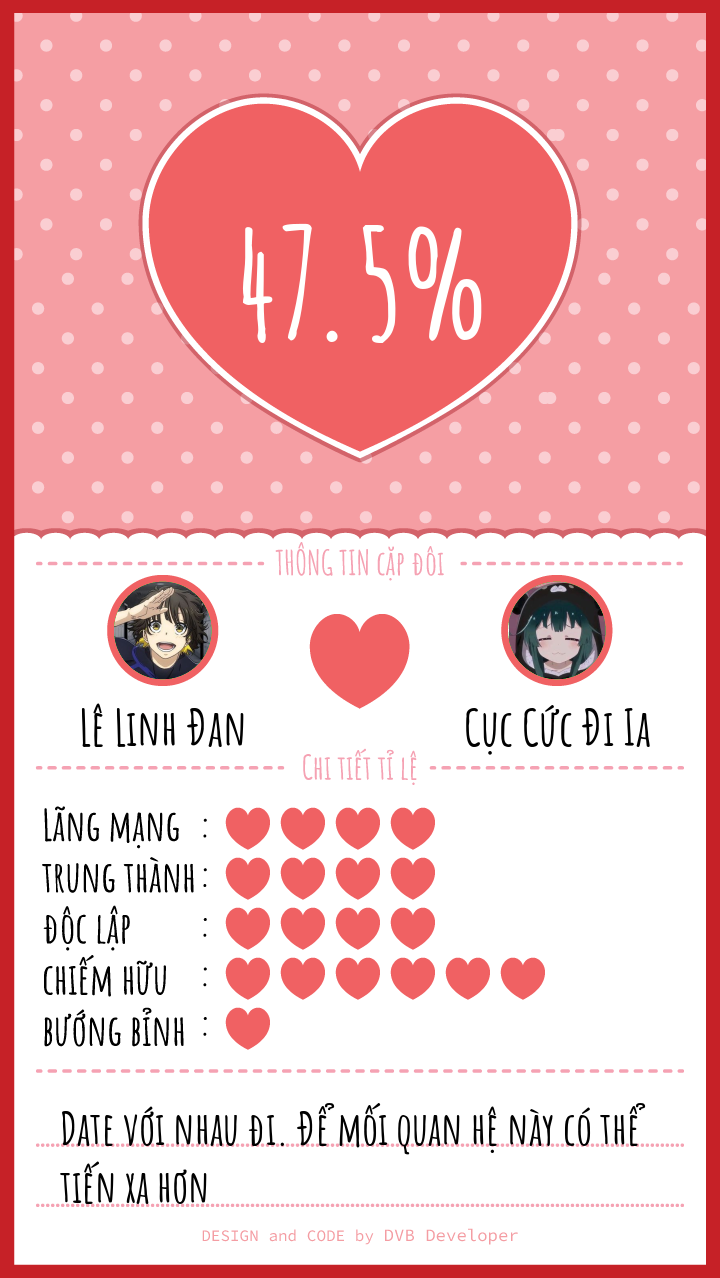 47.5%
THÔNG TIN CẶP ĐÔI
LÊ LINH ĐAN
CỤC CỨC ĐI IA
CHI TIẾT TỈ LỆ
LÃNG MẠNG :
TRUNG THÀNH :
ĐỘC LẬP :
CHIẾM HỮU :
BƯỚNG BỈNH :
DATE VỚI NHAU ĐI. ĐỂ MỐI QUAN HỆ NÀY CÓ THỂ
TIẾN XA HƠN
DESIGN and CODE by DVB Developer